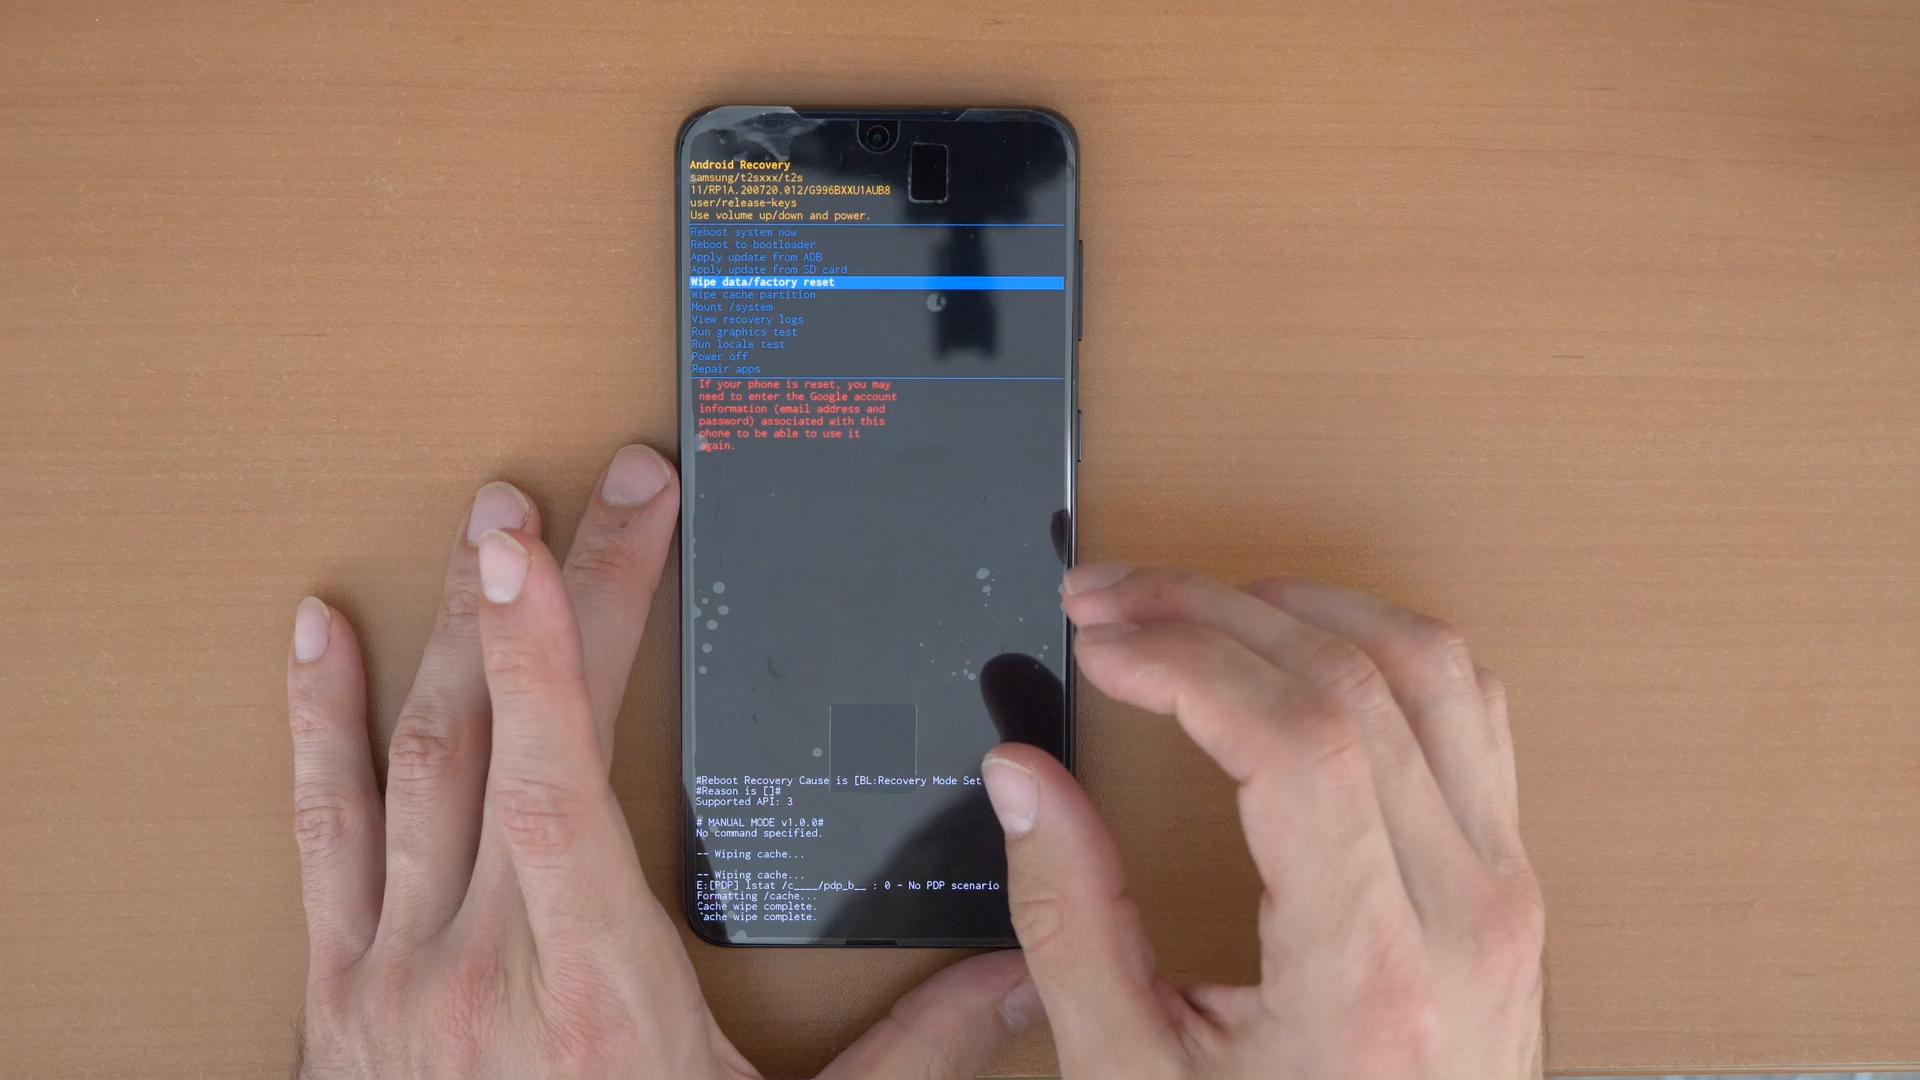 Android Recovery
samsung/t2sxxx/t2s
11/RP1A.200720.012/G996BXXU1AUB8
user/release-keys
Use volume up/down and power.
Reboot system now
Reboot to bootloader
Apply update from ADB
Apply update from SD card
Wipe data/factory reset
Wipe cache partition
Mount /system
View recovery logs
Run graphics test
Run locale test
Power off
Repair apps
If your phone is reset, you may
need to enter the Google account
information (email address and
password) associated with this
phone to be able to use it
again.
#Reboot Recovery Cause is [BL:Recovery Mode Set
#Reason is []#
Supported API: 3
# MANUAL MODE v1.0.0#
No command specified.
-- Wiping cache...
-- Wiping cache...
E:[PDP] lstat /c____/pdp_b__ : 0 - No PDP scenario
Formatting /cache...
Cache wipe complete.
Cache wipe complete.